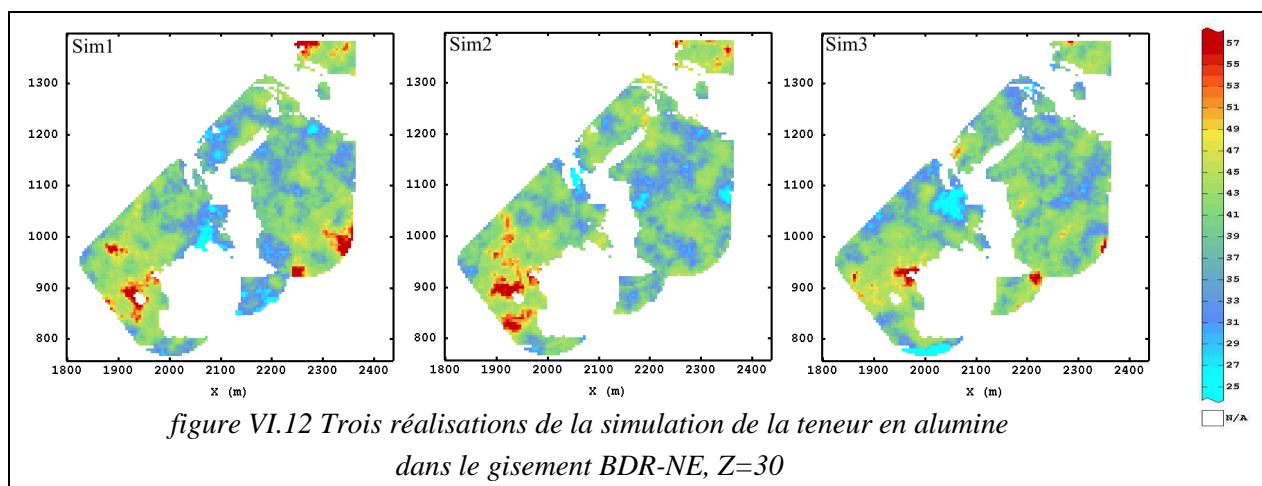 Sim1
Sim2
Sim3
1300
1200
1100
1000
900
800
1800 1900 2000 2100 2200 2300 2400
X (m)
1300
1200
1100
1000
900
800
1800 1900 2000 2100 2200 2300 2400
X (m)
1300
1200
1100
1000
900
800
1800 1900 2000 2100 2200 2300 2400
X (m)
57
55
53
51
49
47
45
43
41
39
37
35
33
31
29
27
25
N/A
figure VI.12 Trois réalisations de la simulation de la teneur en alumine
dans le gisement BDR-NE, Z=30